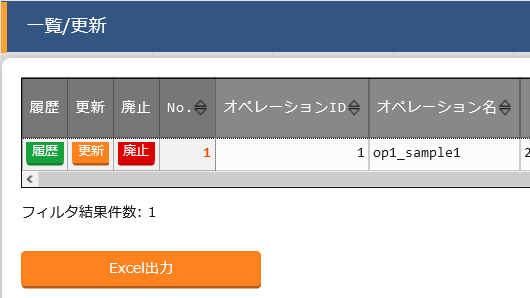 一覧/更新
履歴 更新 廃止 No. オペレーションID オペレーション名
履歴 更新 廃止 1 1 op1_sample1 2
フィルタ結果件数: 1
Excel出力